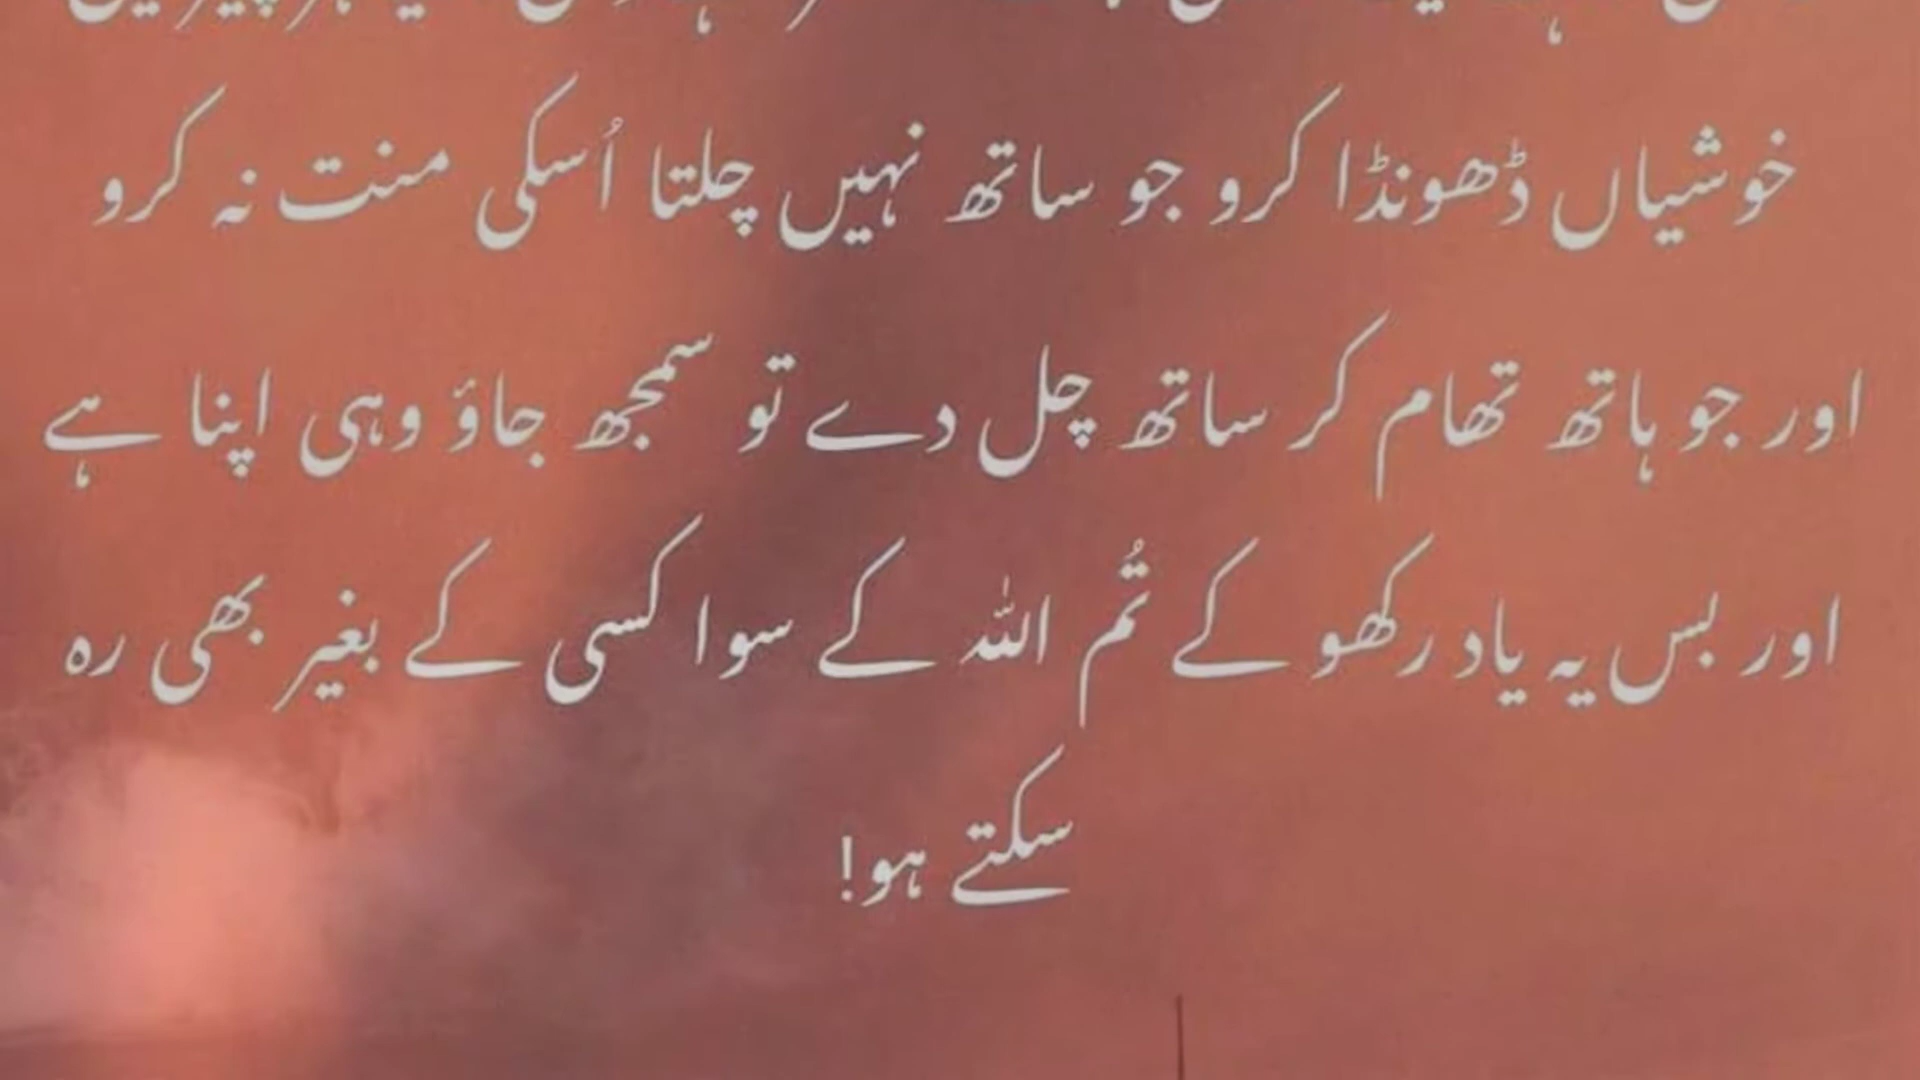 خوشیاں ڈھونڈا کرو جو ساتھ نہیں چلتا اُسکی منت نہ کرو
اور جو ہاتھ تھام کر ساتھ چل دے تو سمجھ جاؤ وہی اپنا ہے
اور بس یہ یاد رکھو کے تُم اللہ کے سوا کسی کے بغیر بھی رہ
سکتے ہو!